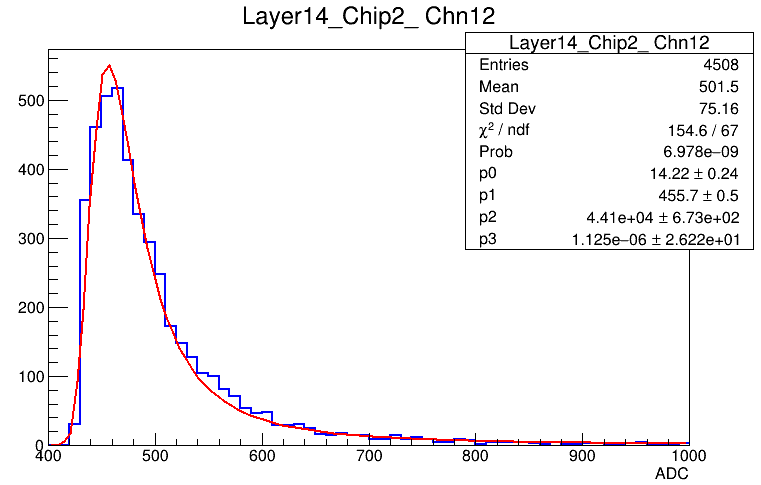 Layer14_Chip2_ Chn12
Layer14_Chip2_ Chn12
Entries 4508
Mean 501.5
Std Dev 75.16
χ² / ndf 154.6 / 67
Prob 6.978e−09
p0 14.22 ± 0.24
p1 455.7 ± 0.5
p2 4.41e+04 ± 6.73e+02
p3 1.125e−06 ± 2.622e+01
500
400
300
200
100
0
400 500 600 700 800 900 1000
ADC